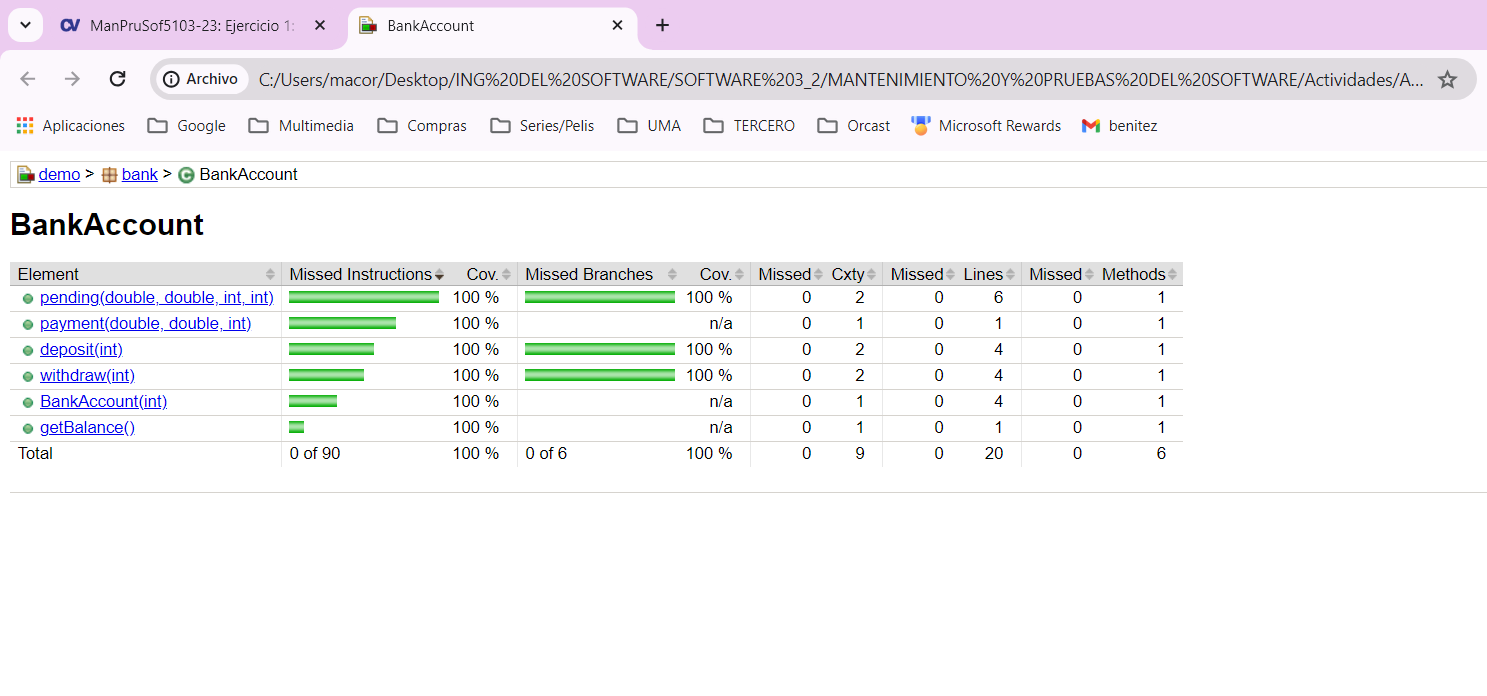 ManPruSof5103-23: Ejercicio 1:
BankAccount
Archivo
C:/Users/macor/Desktop/ING%20DEL%20SOFTWARE/SOFTWARE%203_2/MANTENIMIENTO%20Y%20PRUEBAS%20DEL%20SOFTWARE/Actividades/A...
Aplicaciones Google Multimedia Compras Series/Pelis UMA TERCERO Orcast Microsoft Rewards benitez
demo > bank > BankAccount
BankAccount
Element Missed Instructions Cov. Missed Branches Cov. Missed Cxty Missed Lines Missed Methods
pending(double, double, int, int) 100 % 100 % 0 2 0 6 0 1
payment(double, double, int) 100 % n/a 0 1 0 1 0 1
deposit(int) 100 % 100 % 0 2 0 4 0 1
withdraw(int) 100 % 100 % 0 2 0 4 0 1
BankAccount(int) 100 % n/a 0 1 0 4 0 1
getBalance() 100 % n/a 0 1 0 1 0 1
Total 0 of 90 100 % 0 of 6 100 % 0 9 0 20 0 6